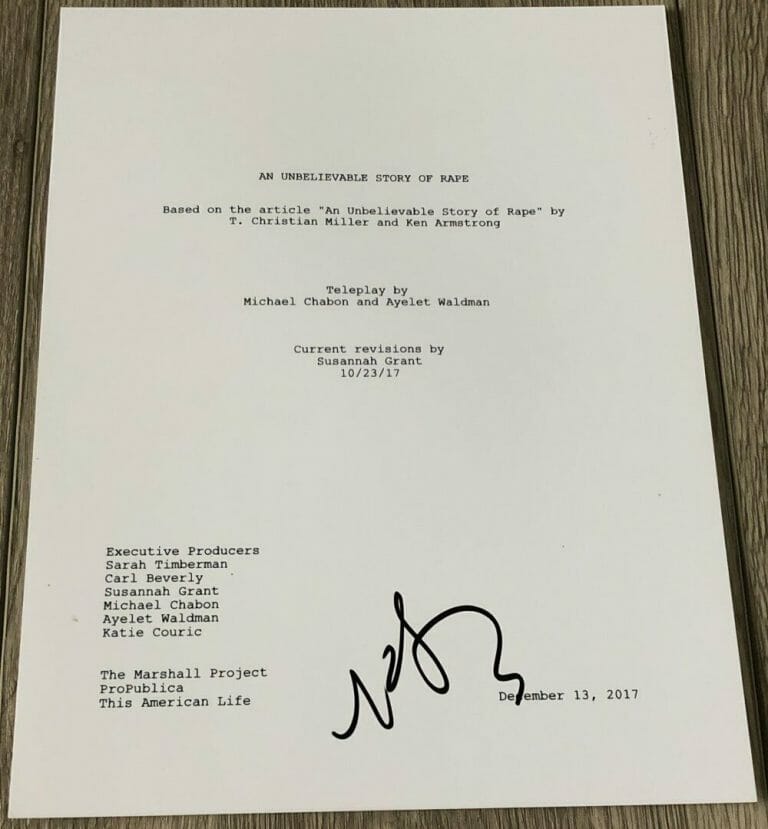 AN UNBELIEVABLE STORY OF RAPE
Based on the article "An Unbelievable Story of Rape" by
T. Christian Miller and Ken Armstrong
Teleplay by
Michael Chabon and Ayelet Waldman
Current revisions by
Susannah Grant
10/23/17
Executive Producers
Sarah Timberman
Carl Beverly
Susannah Grant
Michael Chabon
Ayelet Waldman
Katie Couric
The Marshall Project
ProPublica
This American Life
December 13, 2017